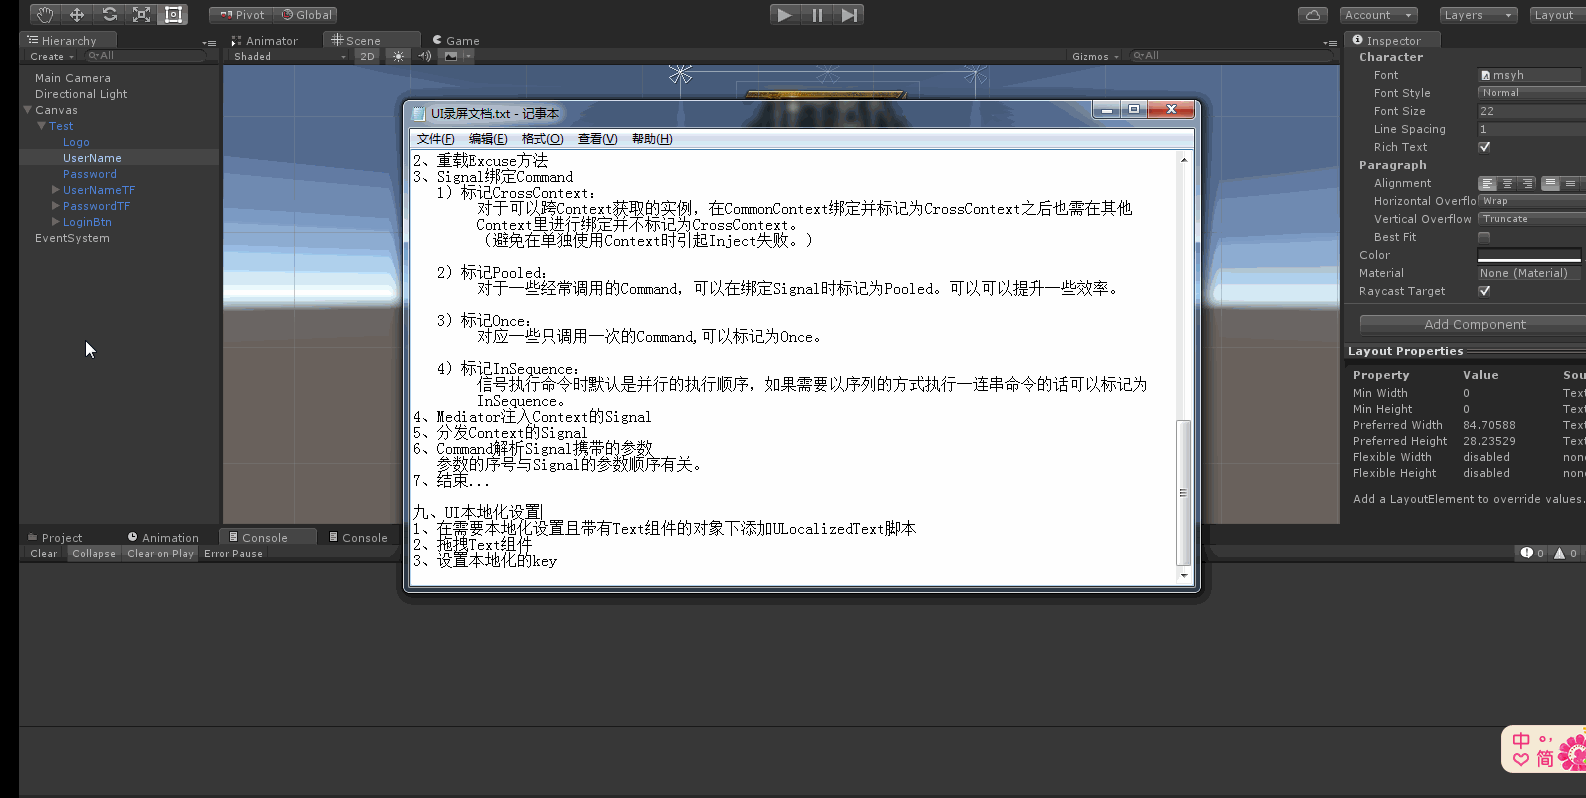 Pivot Global Account Layers Layout
Hierarchy Animator Scene Game Inspector
Create All Shaded 2D Gizmos All
Main Camera
Directional Light
Canvas
Test
Logo
UserName
Password
UserNameTF
PasswordTF
LoginBtn
EventSystem
UI录屏文档.txt - 记事本
文件(F) 编辑(E) 格式(O) 查看(V) 帮助(H)
2、重载Excuse方法
3、Signal绑定Command
1）标记CrossContext：
对于可以跨Context获取的实例，在CommonContext绑定并标记为CrossContext之后也需在其他
Context里进行绑定并不标记为CrossContext。
（避免在单独使用Context时引起Inject失败。）
2）标记Pooled：
对于一些经常调用的Command，可以在绑定Signal时标记为Pooled。可以可以提升一些效率。
3）标记Once：
对应一些只调用一次的Command,可以标记为Once。
4）标记InSequence：
信号执行命令时默认是并行的执行顺序，如果需要以序列的方式执行一连串命令的话可以标记为
InSequence。
4、Mediator注入Context的Signal
5、分发Context的Signal
6、Command解析Signal携带的参数
参数的序号与Signal的参数顺序有关。
7、结束...
九、UI本地化设置
1、在需要本地化设置且带有Text组件的对象下添加ULocalizedText脚本
2、拖拽Text组件
3、设置本地化的key
Character
Font msyh
Font Style Normal
Font Size 22
Line Spacing 1
Rich Text
Paragraph
Alignment
Horizontal Overflo Wrap
Vertical Overflow Truncate
Best Fit
Color
Material None (Material)
Raycast Target
Add Component
Layout Properties
Property Value Sou
Min Width 0 Tex
Min Height 0 Tex
Preferred Width 84.70588 Tex
Preferred Height 28.23529 Tex
Flexible Width disabled non
Flexible Height disabled non
Add a LayoutElement to override values.
Project Animation Console Console
Clear Collapse Clear on Play Error Pause 0 0
中 简